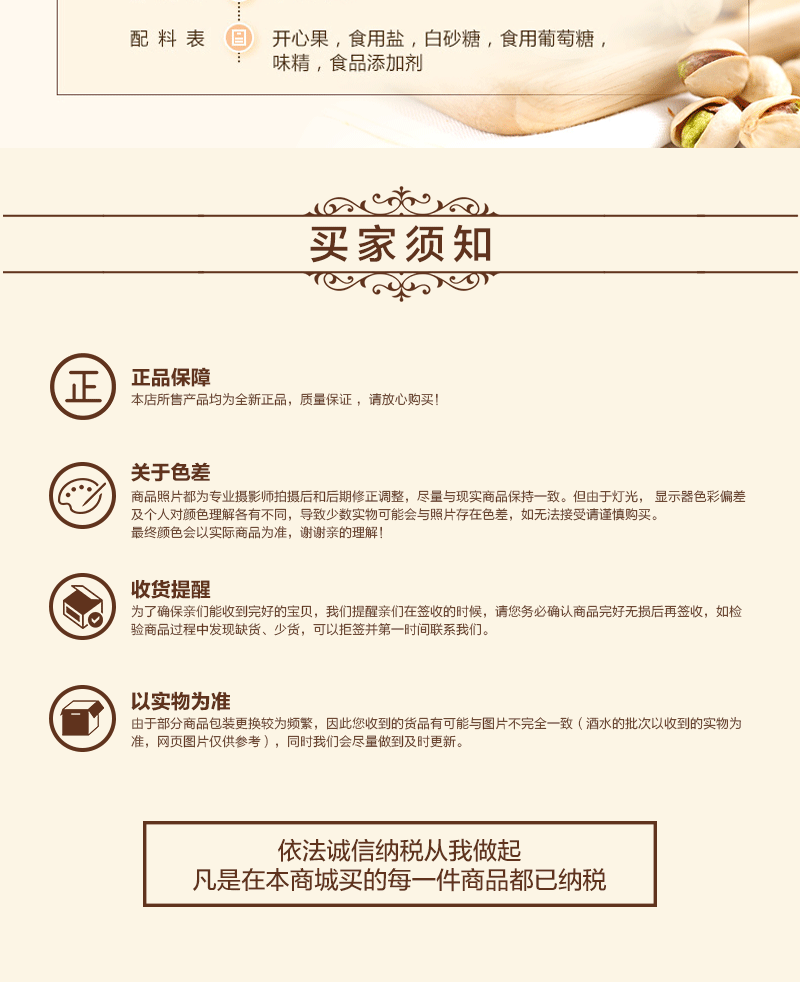 配料表
开心果，食用盐，白砂糖，食用葡萄糖，
味精，食品添加剂
买家须知
正
正品保障
本店所售产品均为全新正品，质量保证，请放心购买！
关于色差
商品照片都为专业摄影师拍摄后和后期修正调整，尽量与现实商品保持一致。但由于灯光， 显示器色彩偏差
及个人对颜色理解各有不同，导致少数实物可能会与照片存在色差，如无法接受请谨慎购买。
最终颜色会以实际商品为准，谢谢亲的理解！
收货提醒
为了确保亲们能收到完好的宝贝，我们提醒亲们在签收的时候，请您务必确认商品完好无损后再签收，如检
验商品过程中发现缺货、少货，可以拒签并第一时间联系我们。
以实物为准
由于部分商品包装更换较为频繁，因此您收到的货品有可能与图片不完全一致（酒水的批次以收到的实物为
准，网页图片仅供参考），同时我们会尽量做到及时更新。
依法诚信纳税从我做起
凡是在本商城买的每一件商品都已纳税